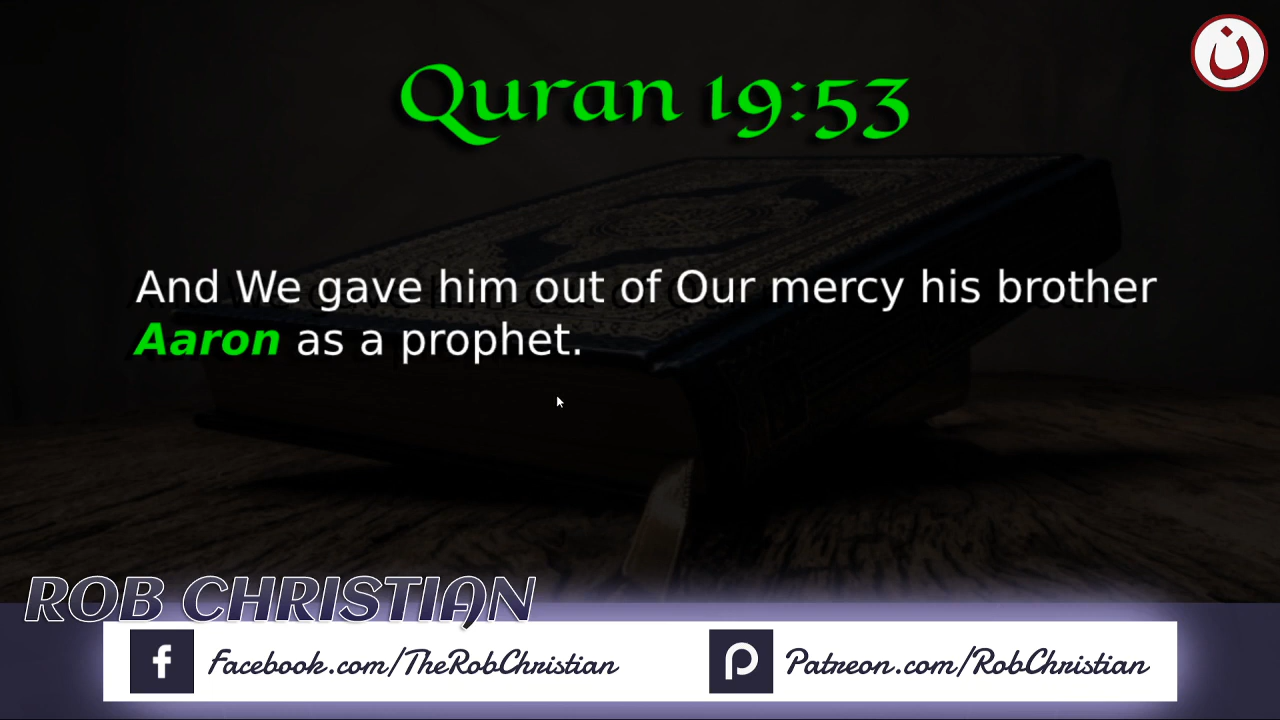 ن
Quran 19:53
And We gave him out of Our mercy his brother
Aaron as a prophet.
ROB CHRISTIAN
Facebook.com/TheRobChristian
Patreon.com/RobChristian